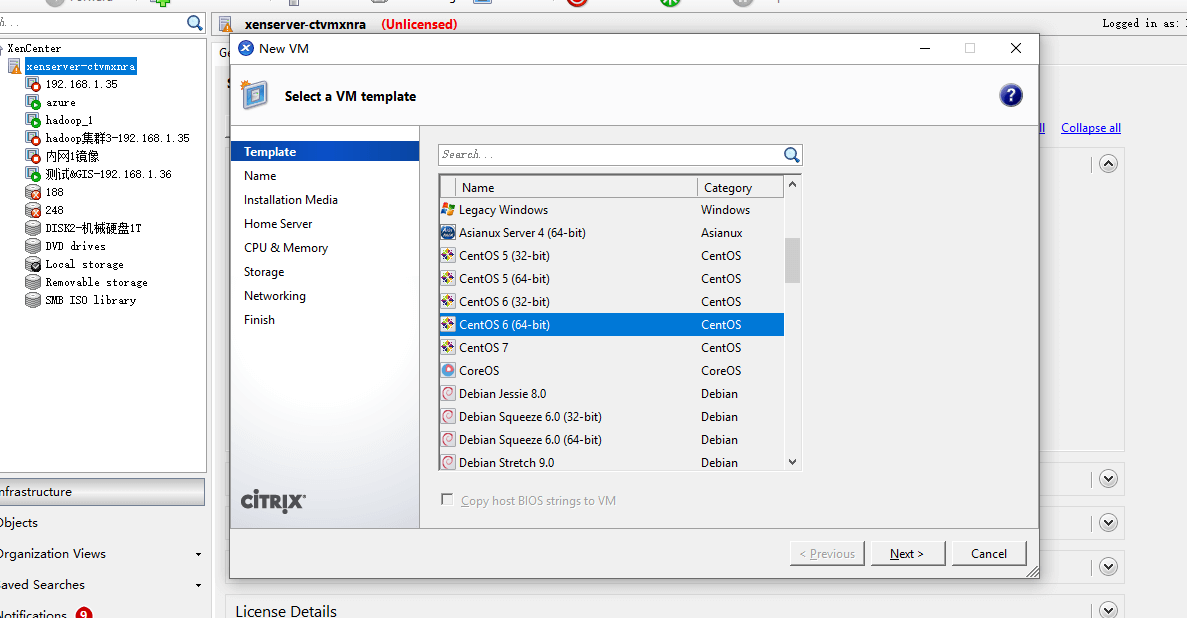 xenserver-ctvmxnra (Unlicensed)
Logged in as:
XenCenter
xenserver-ctvmxnra
192.168.1.35
azure
hadoop_1
hadoop集群3-192.168.1.35
内网1镜像
测试&GIS-192.168.1.36
188
248
DISK2-机械硬盘1T
DVD drives
Local storage
Removable storage
SMB ISO library
nfrastructure
Objects
Organization Views
Saved Searches
Notifications 9
New VM
Select a VM template
?
Template
Name
Installation Media
Home Server
CPU & Memory
Storage
Networking
Finish
CITRIX
Search...
Name Category
Legacy Windows Windows
Asianux Server 4 (64-bit) Asianux
CentOS 5 (32-bit) CentOS
CentOS 5 (64-bit) CentOS
CentOS 6 (32-bit) CentOS
CentOS 6 (64-bit) CentOS
CentOS 7 CentOS
CoreOS CoreOS
Debian Jessie 8.0 Debian
Debian Squeeze 6.0 (32-bit) Debian
Debian Squeeze 6.0 (64-bit) Debian
Debian Stretch 9.0 Debian
Copy host BIOS strings to VM
< Previous Next > Cancel
Collapse all
License Details